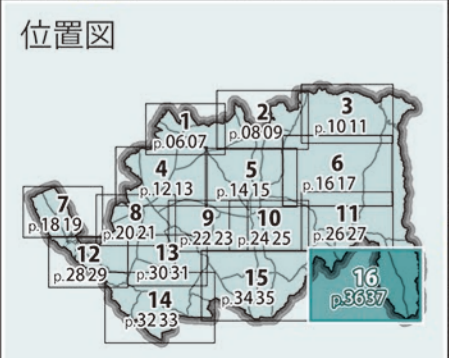 位置図
1
p.06 07
2
p.08 09
3
p.10 11
4
p.12 13
5
p.14 15
6
p.16 17
7
p.18 19
8
p.20 21
9
p.22 23
10
p.24 25
11
p.26 27
12
p.28 29
13
p.30 31
14
p.32 33
15
p.34 35
16
p.36 37